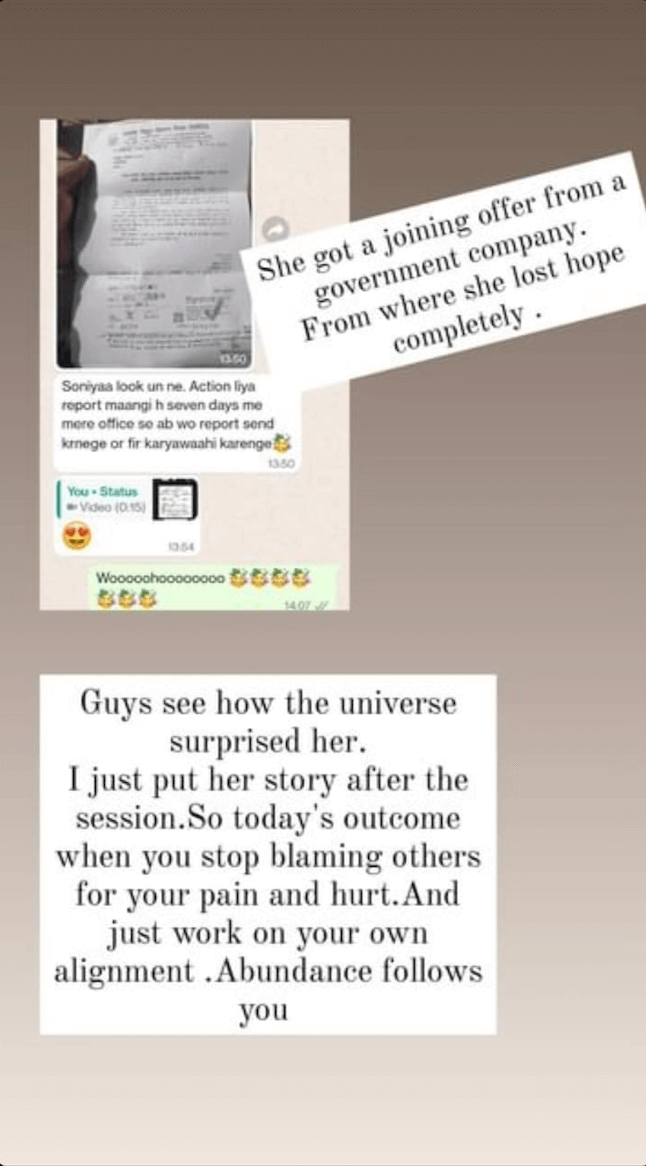 She got a joining offer from a
government company.
From where she lost hope
completely .
13:50
Soniyaa look un ne. Action liya
report maangi h seven days me
mere office se ab wo report send
krnege or fir karyawaahi karenge🥳
13:50
You • Status
Video (0:15)
😍
13:54
Wooooohoooooooo 🥳🥳🥳🥳
🥳🥳🥳
14:07
Guys see how the universe
surprised her.
I just put her story after the
session.So today's outcome
when you stop blaming others
for your pain and hurt.And
just work on your own
alignment .Abundance follows
you